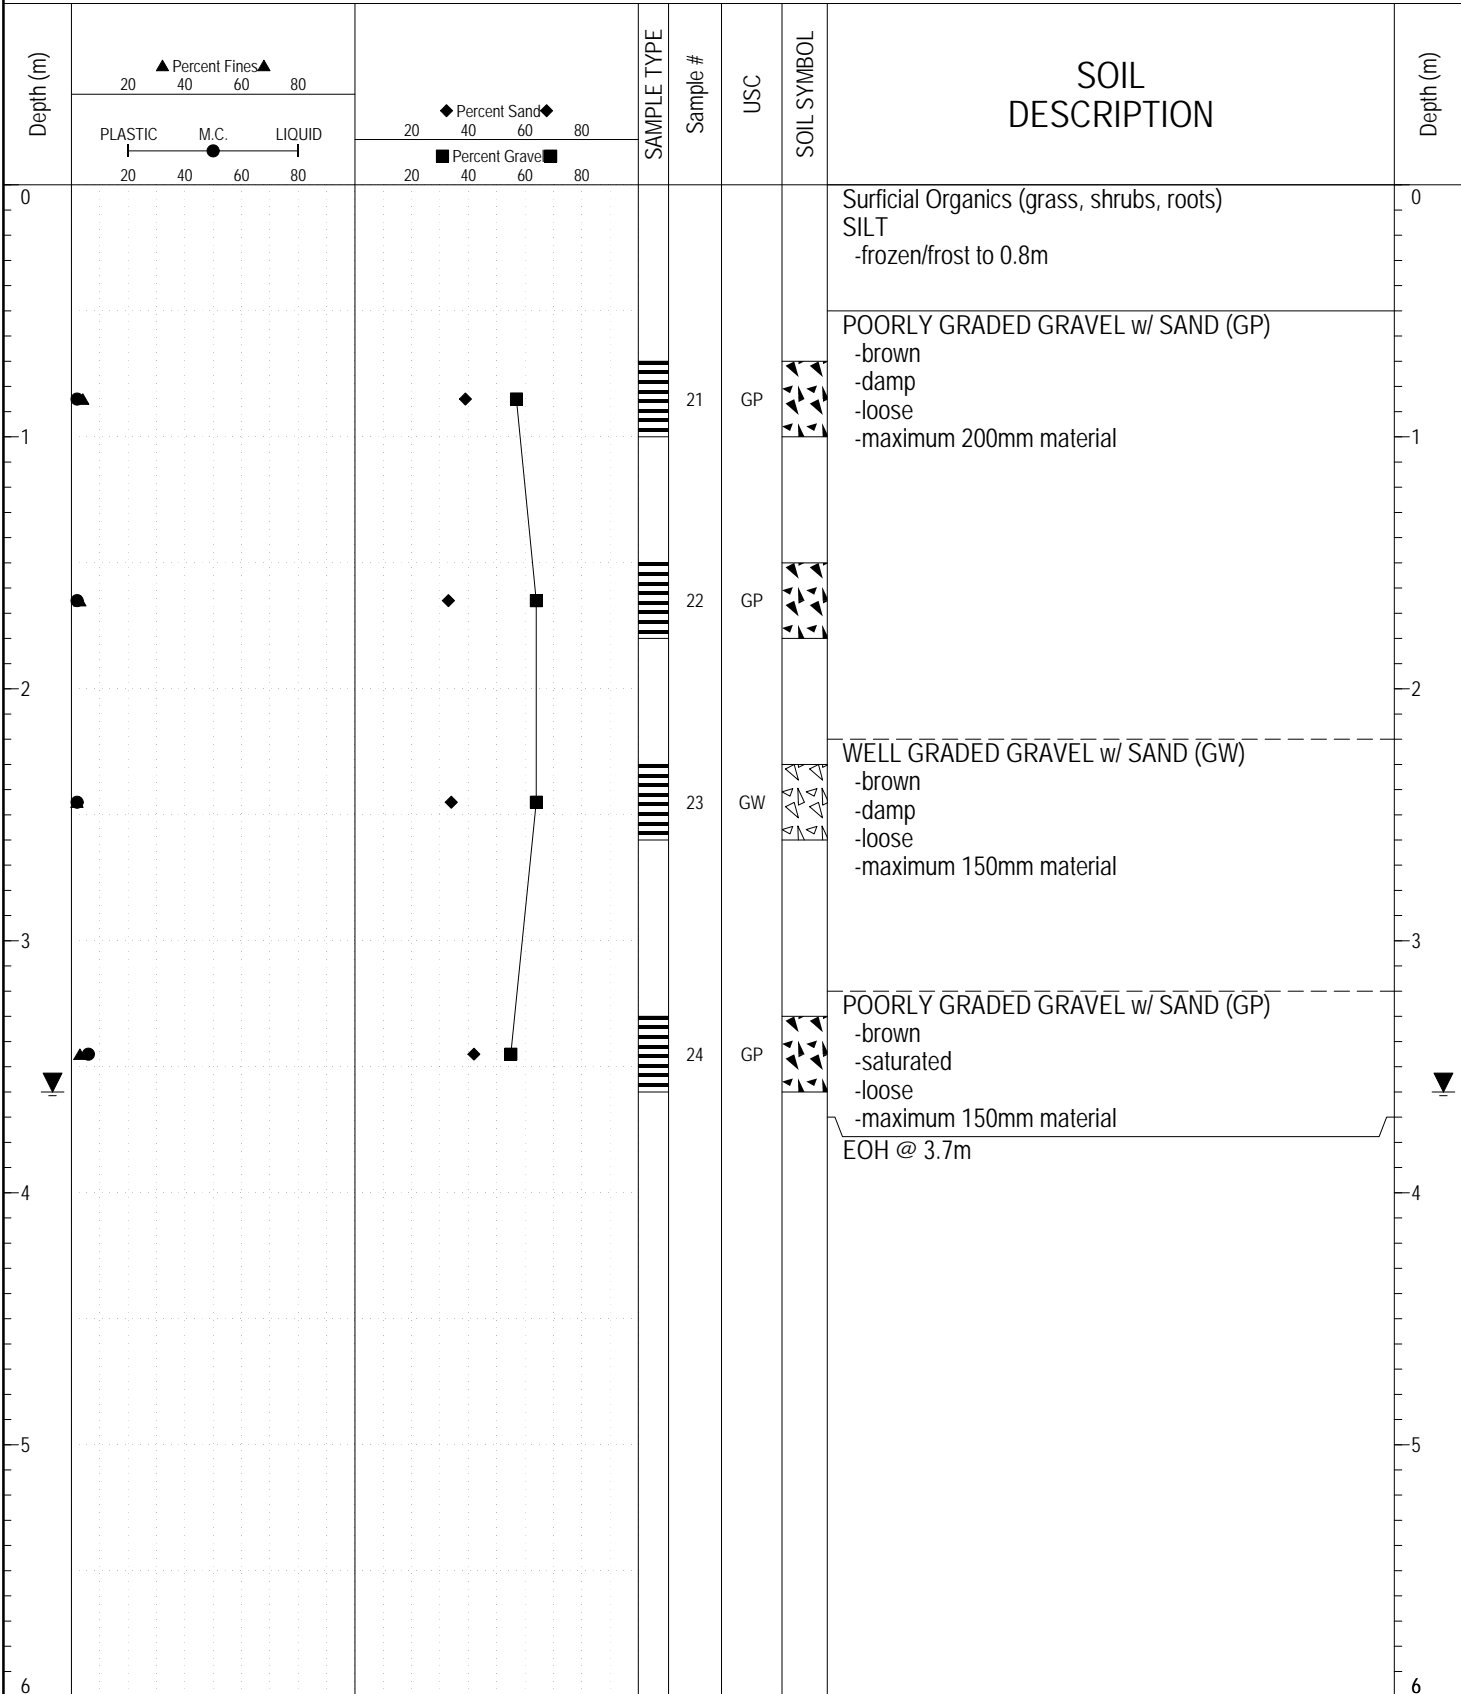 Depth (m)
▲ Percent Fines ▲
20 40 60 80
PLASTIC M.C. LIQUID
20 40 60 80
◆ Percent Sand ◆
20 40 60 80
■ Percent Gravel ■
20 40 60 80
SAMPLE TYPE
Sample #
USC
SOIL SYMBOL
SOIL
DESCRIPTION
Depth (m)
0 0
Surficial Organics (grass, shrubs, roots)
SILT
-frozen/frost to 0.8m
POORLY GRADED GRAVEL w/ SAND (GP)
-brown
-damp
21 GP
-loose
-maximum 200mm material
1 1
22 GP
2 2
WELL GRADED GRAVEL w/ SAND (GW)
-brown
23 GW
-damp
-loose
-maximum 150mm material
3 3
POORLY GRADED GRAVEL w/ SAND (GP)
-brown
24 GP
-saturated
-loose
-maximum 150mm material
EOH @ 3.7m
4 4
5 5
6 6